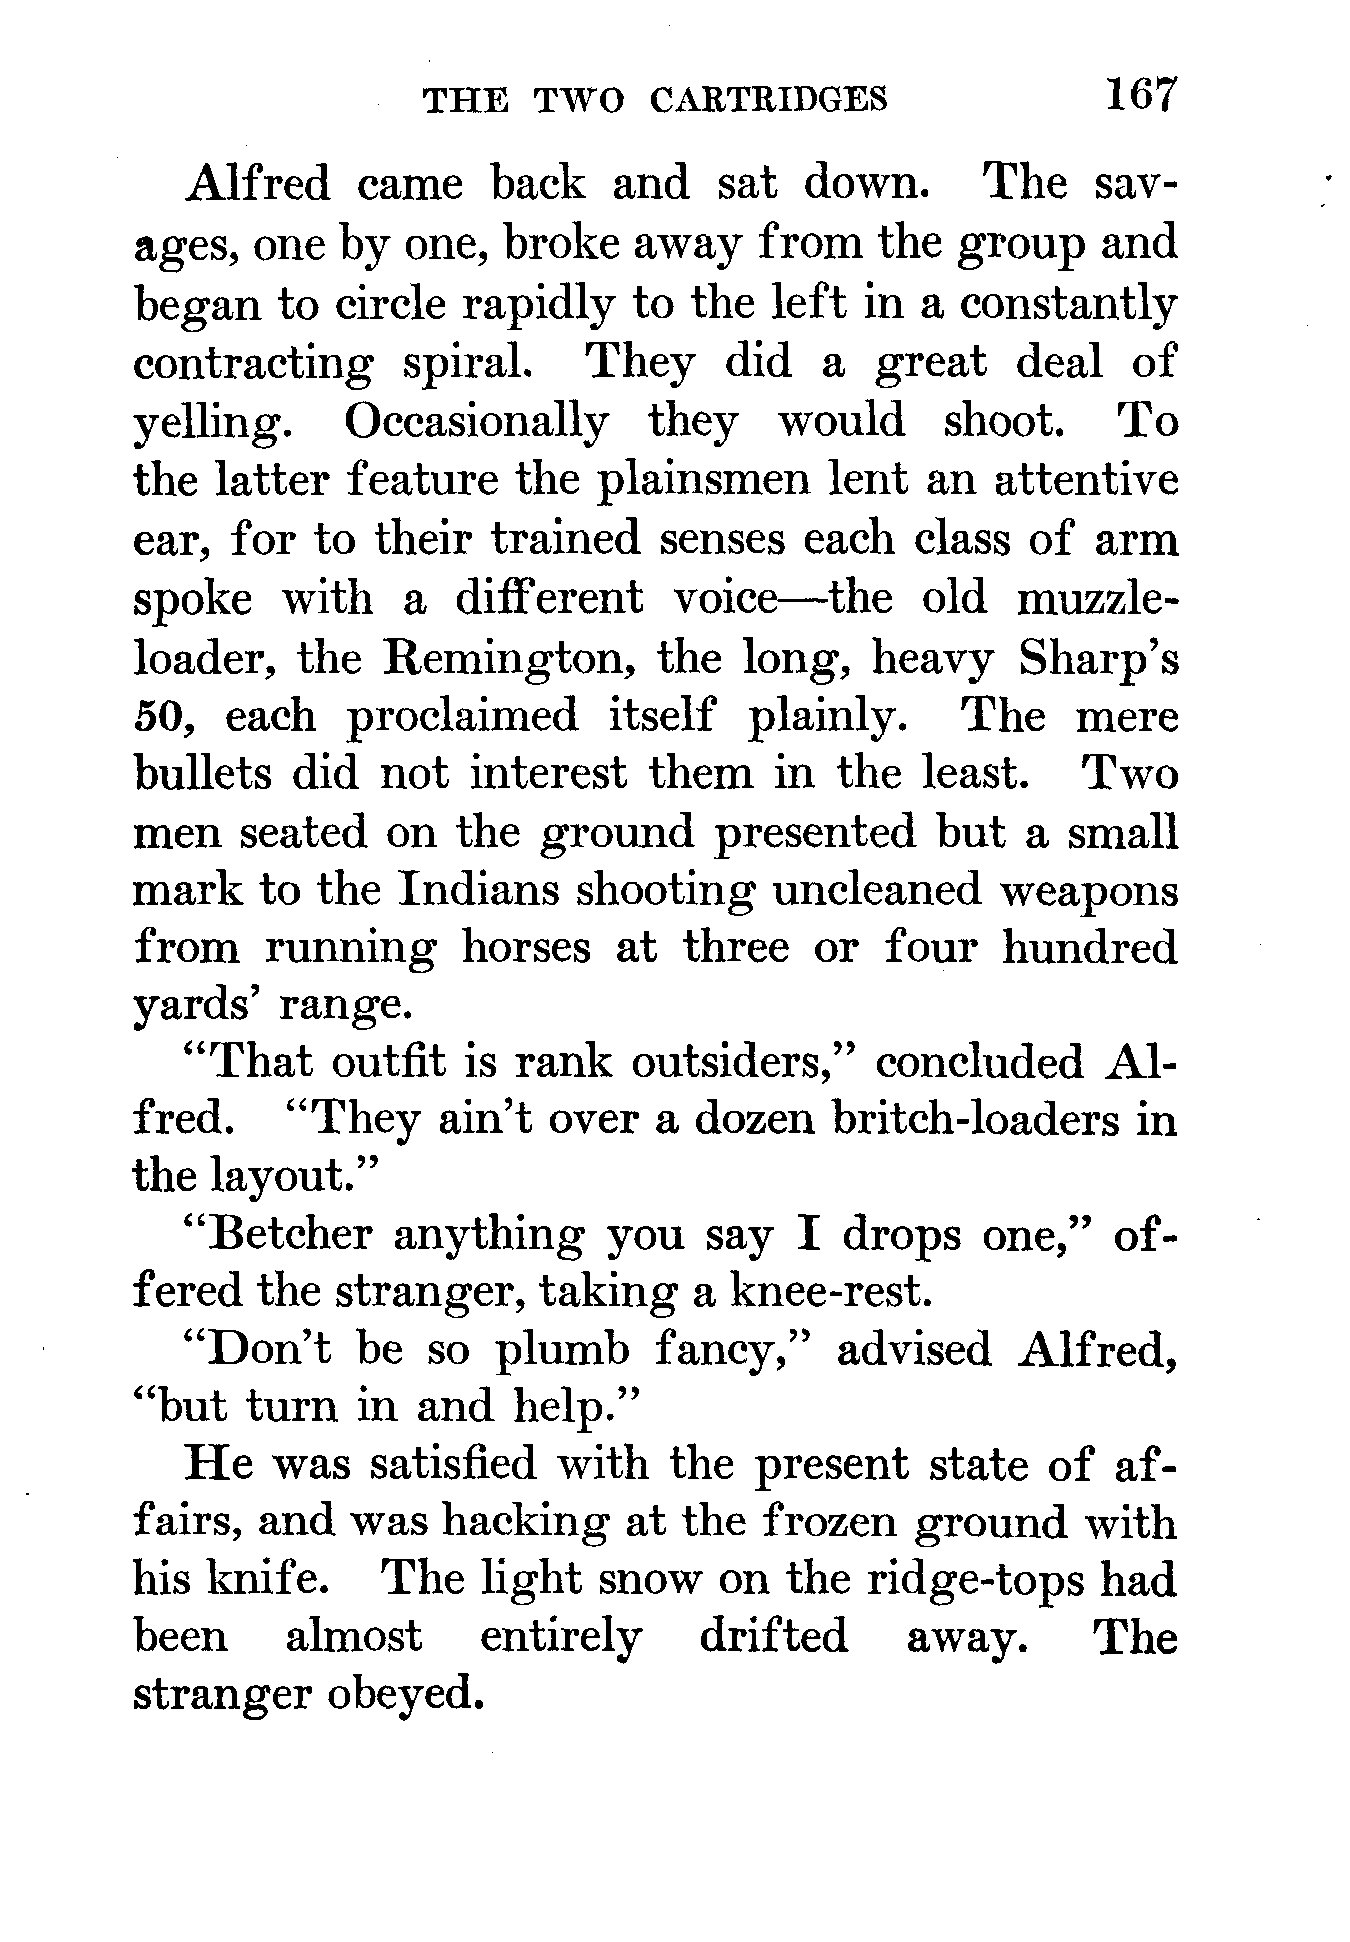 THE TWO CARTRIDGES 167
Alfred came back and sat down. The sav-
ages, one by one, broke away from the group and
began to circle rapidly to the left in a constantly
contracting spiral. They did a great deal of
yelling. Occasionally they would shoot. To
the latter feature the plainsmen lent an attentive
ear, for to their trained senses each class of arm
spoke with a different voice—the old muzzle-
loader, the Remington, the long, heavy Sharp's
50, each proclaimed itself plainly. The mere
bullets did not interest them in the least. Two
men seated on the ground presented but a small
mark to the Indians shooting uncleaned weapons
from running horses at three or four hundred
yards' range.
"That outfit is rank outsiders," concluded Al-
fred. "They ain't over a dozen britch-loaders in
the layout."
"Betcher anything you say I drops one," of-
fered the stranger, taking a knee-rest.
"Don't be so plumb fancy," advised Alfred,
"but turn in and help."
He was satisfied with the present state of af-
fairs, and was hacking at the frozen ground with
his knife. The light snow on the ridge-tops had
been almost entirely drifted away. The
stranger obeyed.